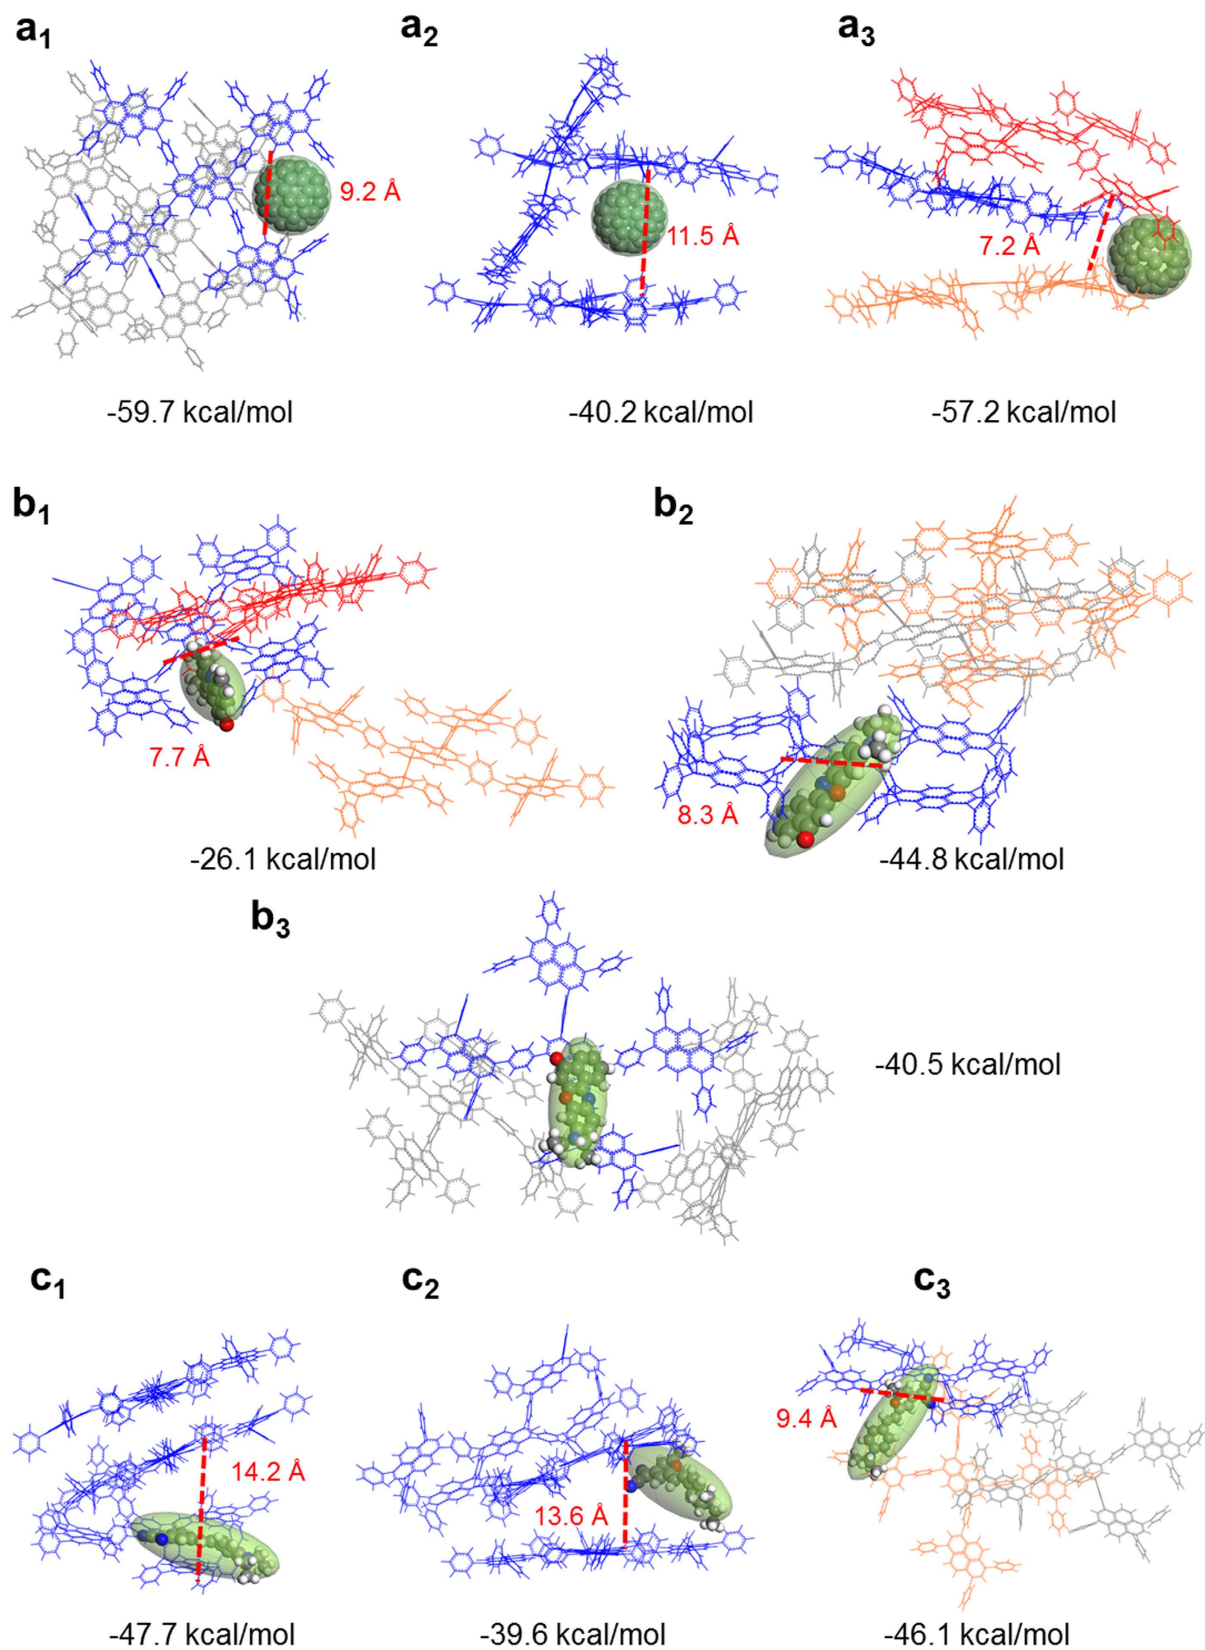 a1
a2
a3
9.2 Å
11.5 Å
7.2 Å
-59.7 kcal/mol
-40.2 kcal/mol
-57.2 kcal/mol
b1
b2
7.7 Å
8.3 Å
-26.1 kcal/mol
-44.8 kcal/mol
b3
-40.5 kcal/mol
c1
c2
c3
14.2 Å
13.6 Å
9.4 Å
-47.7 kcal/mol
-39.6 kcal/mol
-46.1 kcal/mol